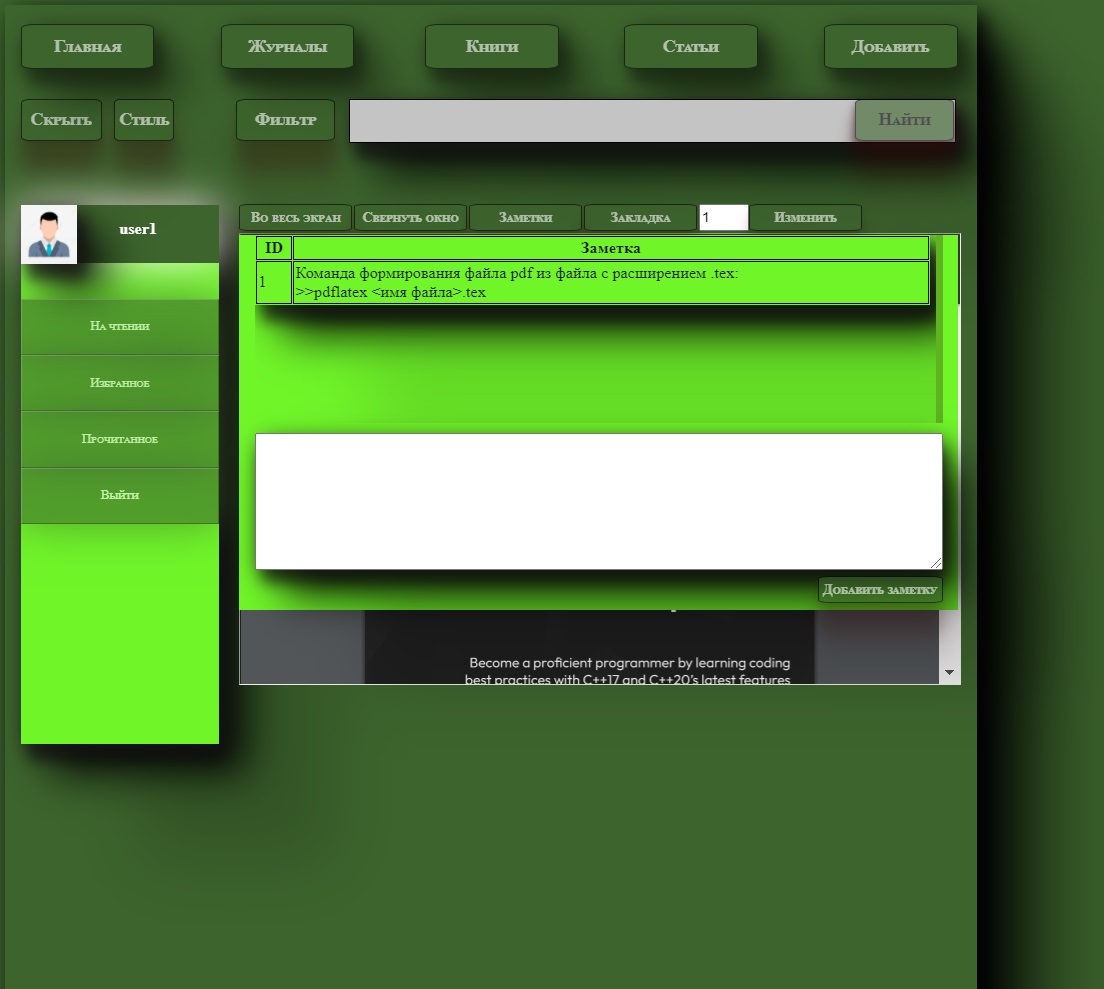 Главная Журналы Книги Статьи Добавить
Скрыть Стиль Фильтр Найти
user1
На чтении
Избранное
Прочитанное
Выйти
Во весь экран Свернуть окно Заметки Закладка 1 Изменить
ID Заметка
1 Команда формирования файла pdf из файла с расширением .tex:
>>pdflatex <имя файла>.tex
Добавить заметку
Become a proficient programmer by learning coding
best practices with C++17 and C++20's latest features